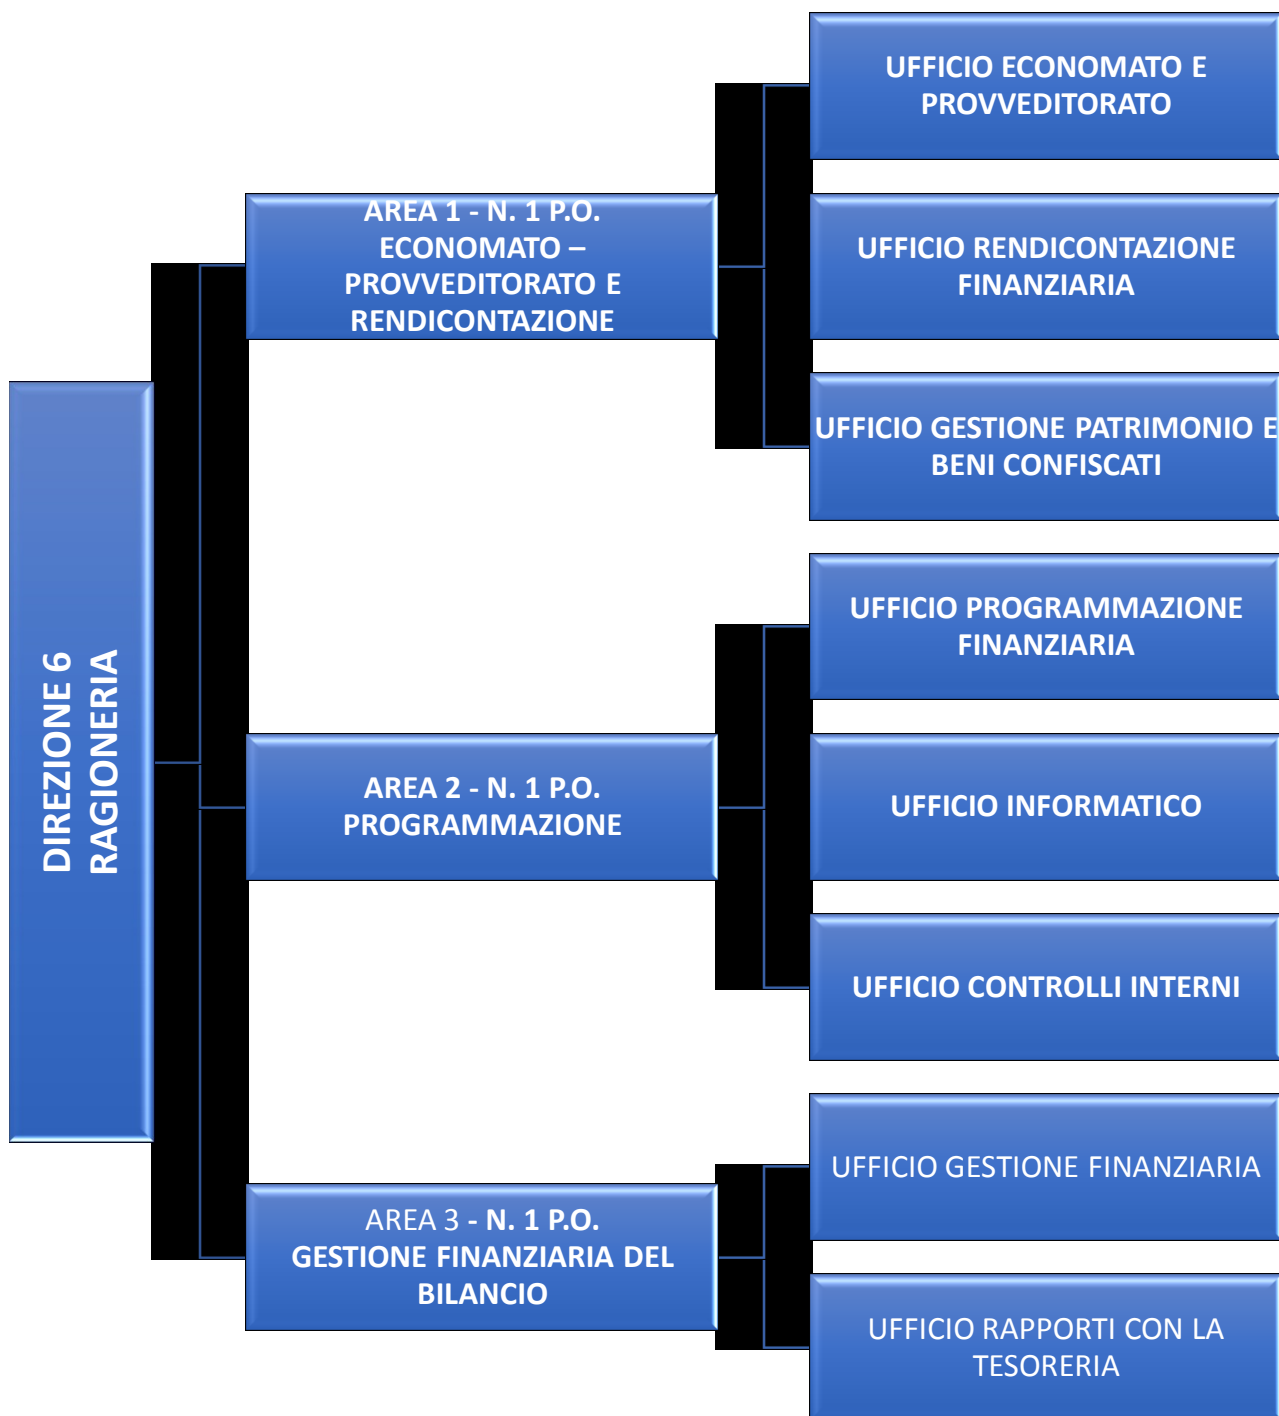 DIREZIONE 6
RAGIONERIA
AREA 1 - N. 1 P.O.
ECONOMATO –
PROVVEDITORATO E
RENDICONTAZIONE
UFFICIO ECONOMATO E
PROVVEDITORATO
UFFICIO RENDICONTAZIONE
FINANZIARIA
UFFICIO GESTIONE PATRIMONIO E
BENI CONFISCATI
AREA 2 - N. 1 P.O.
PROGRAMMAZIONE
UFFICIO PROGRAMMAZIONE
FINANZIARIA
UFFICIO INFORMATICO
UFFICIO CONTROLLI INTERNI
AREA 3 - N. 1 P.O.
GESTIONE FINANZIARIA DEL
BILANCIO
UFFICIO GESTIONE FINANZIARIA
UFFICIO RAPPORTI CON LA
TESORERIA